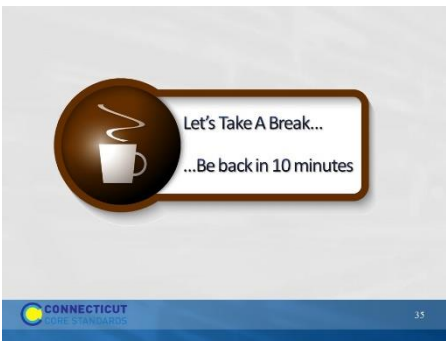 Let's Take A Break...
...Be back in 10 minutes
CONNECTICUT
CORE STANDARDS
35